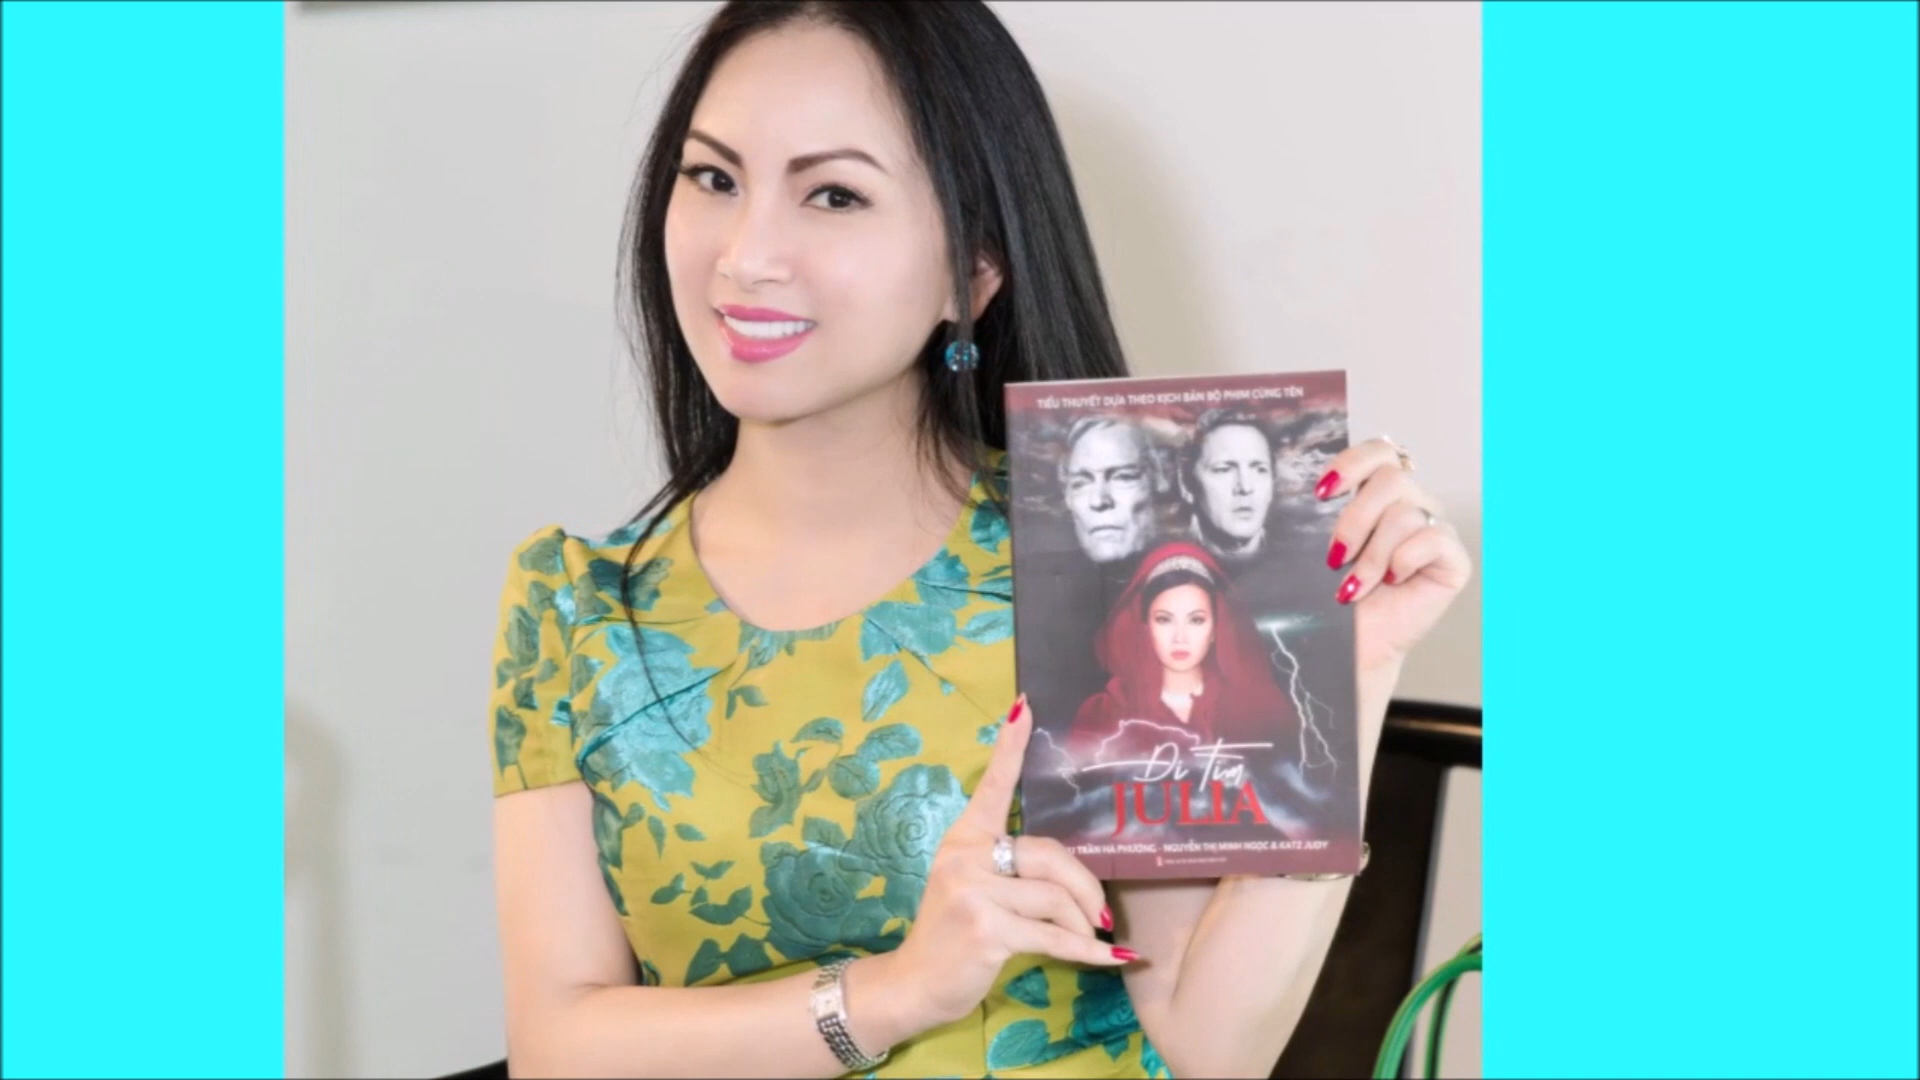 TIỂU THUYẾT DỰA THEO KỊCH BẢN BỘ PHIM CÙNG TÊN
Đi Tìm
JULIA
TRẦN HÀ PHƯƠNG - NGUYỄN THỊ MINH NGỌC & KATZ JUDY